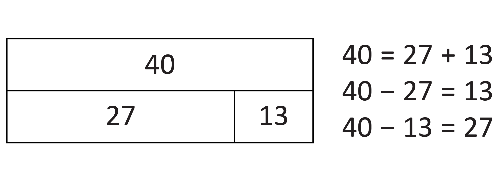 40
27 13
40 = 27 + 13
40 − 27 = 13
40 − 13 = 27